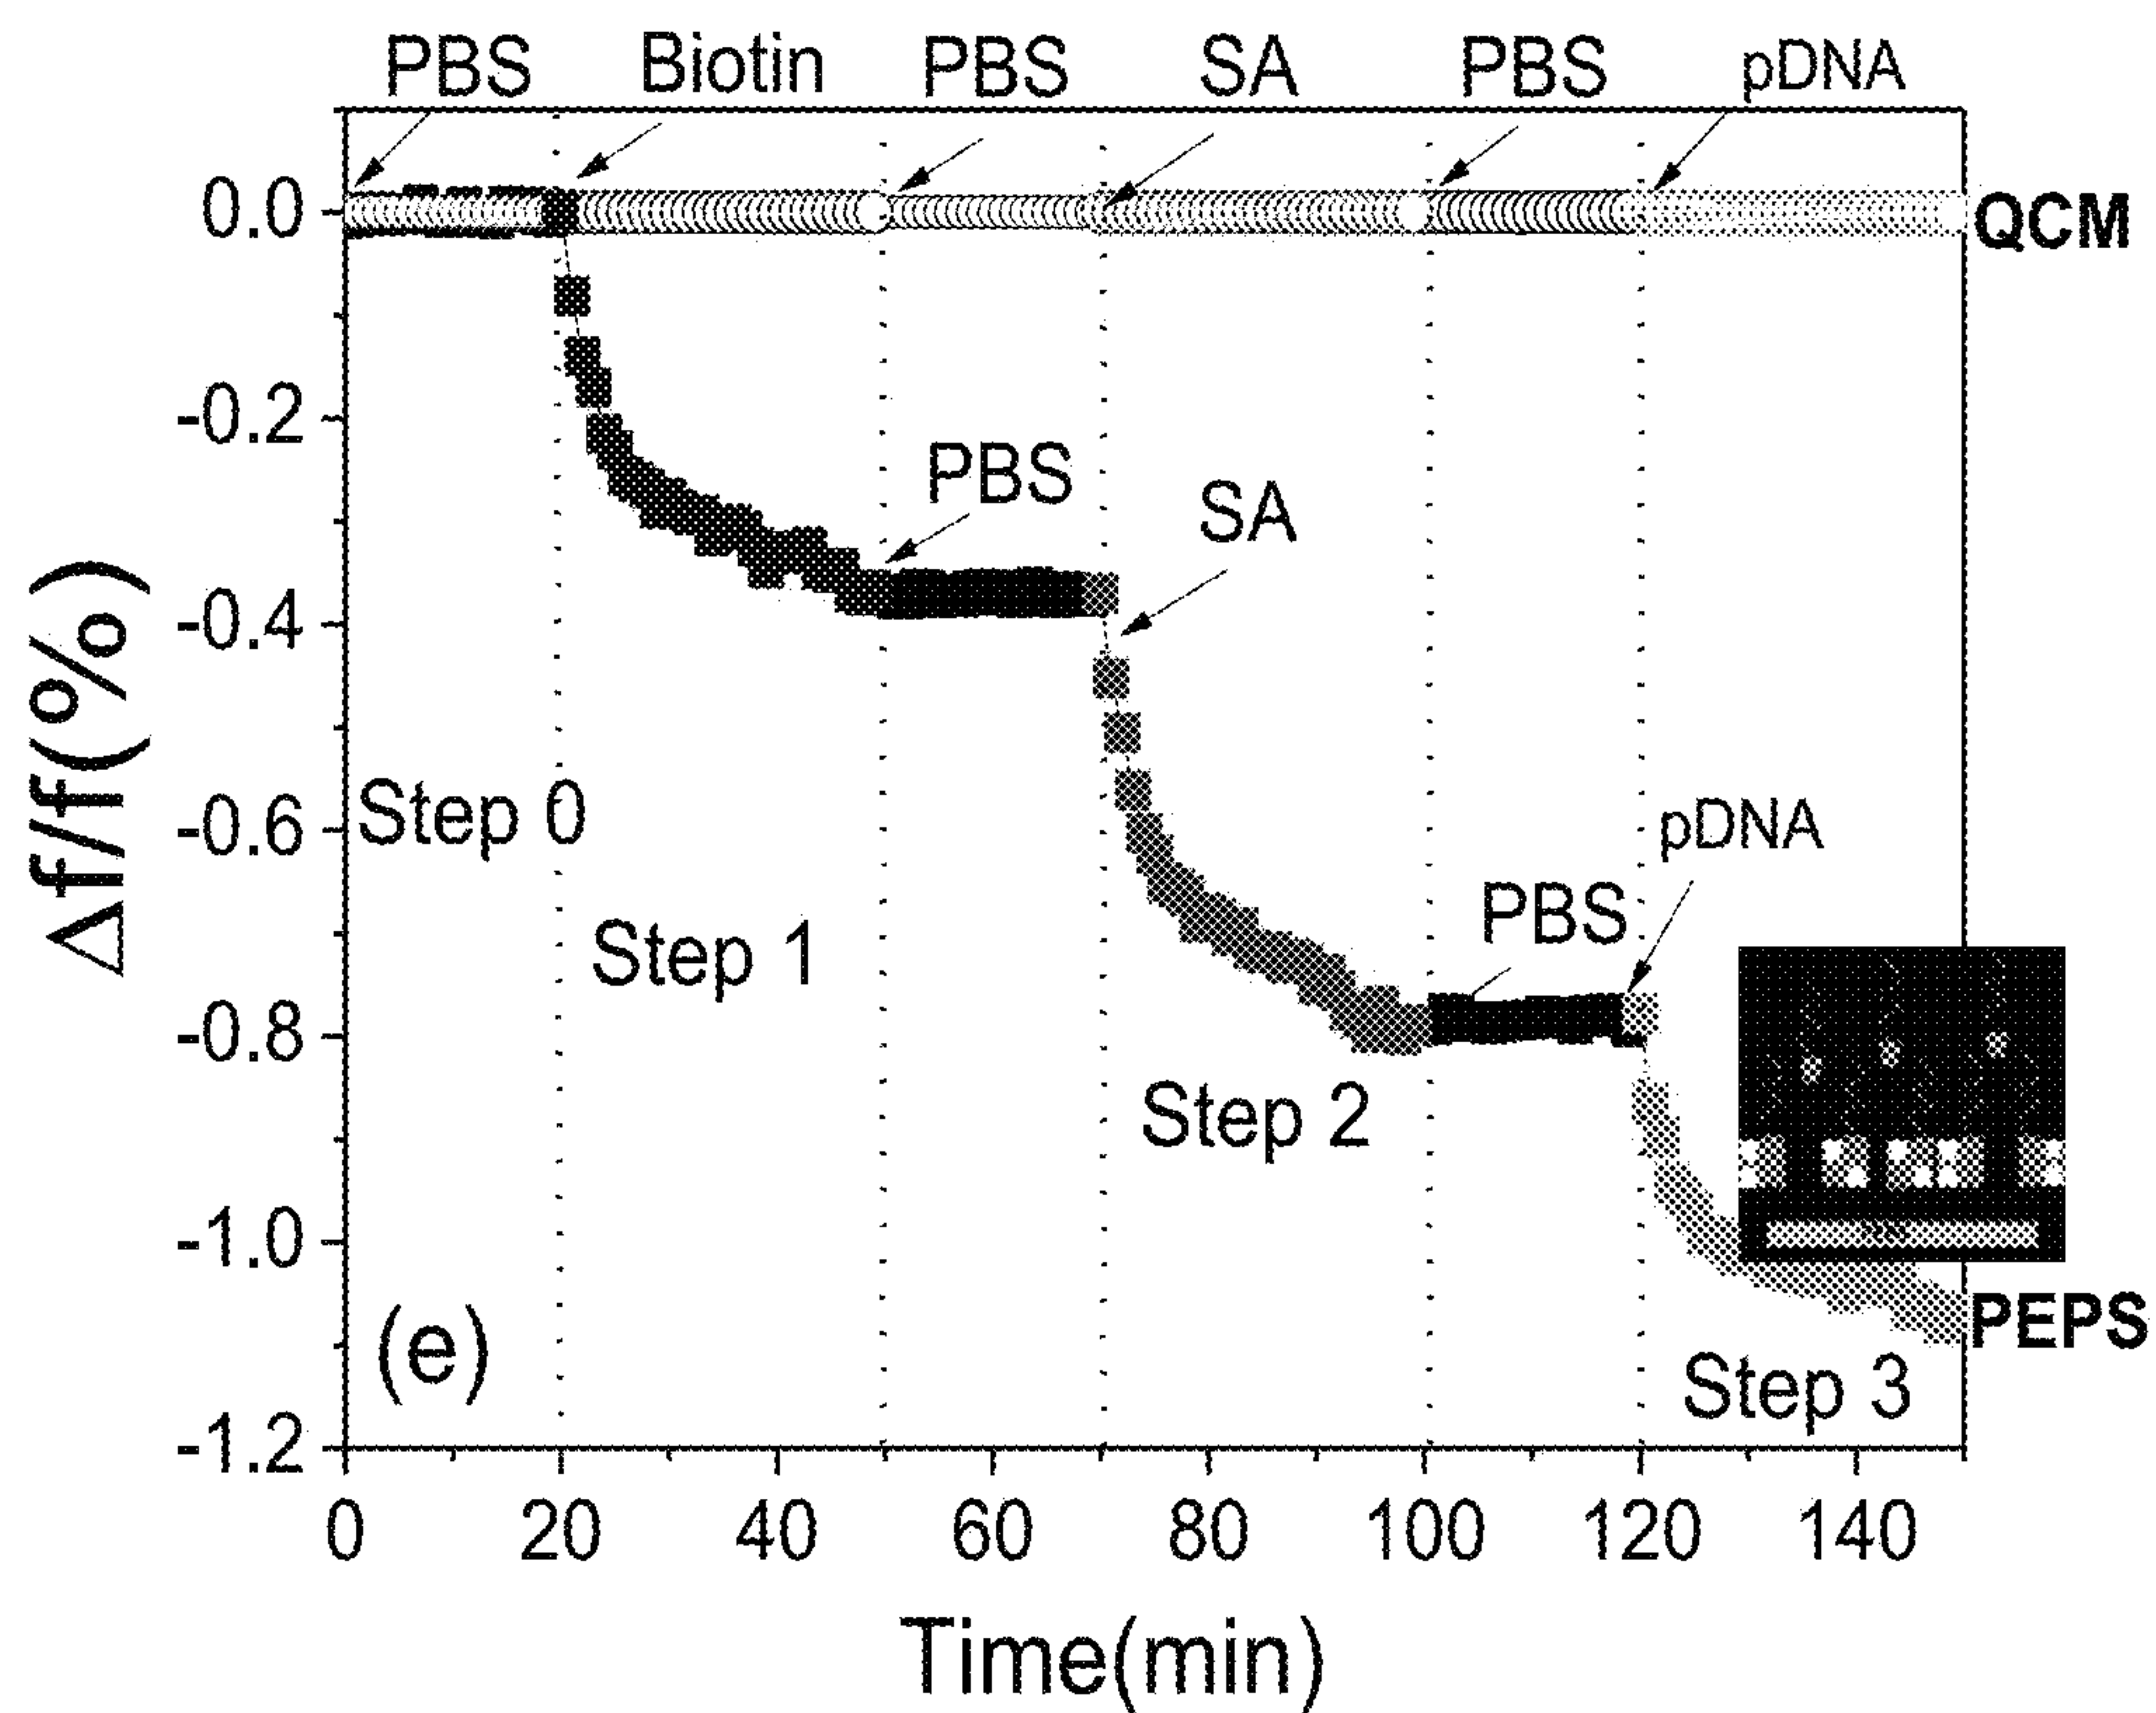 PBS Biotin PBS SA PBS pDNA
0.0
QCM
-0.2
PBS
SA
-0.4
Δf/f(%)
-0.6
Step 0
pDNA
Step 1
PBS
-0.8
Step 2
-1.0
(e)
PEPS
Step 3
-1.2
0 20 40 60 80 100 120 140
Time(min)